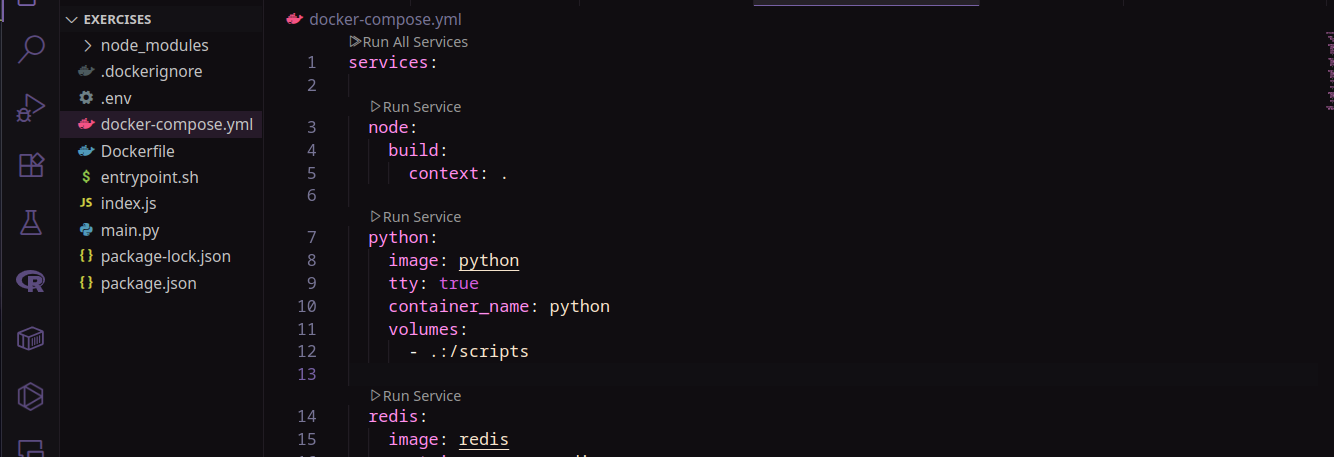 EXERCISES
node_modules
.dockerignore
.env
docker-compose.yml
Dockerfile
entrypoint.sh
JS index.js
main.py
{ } package-lock.json
{ } package.json
docker-compose.yml
Run All Services
1 services:
2
Run Service
3 node:
4 build:
5 context: .
6
Run Service
7 python:
8 image: python
9 tty: true
10 container_name: python
11 volumes:
12 - .:/scripts
13
Run Service
14 redis:
15 image: redis